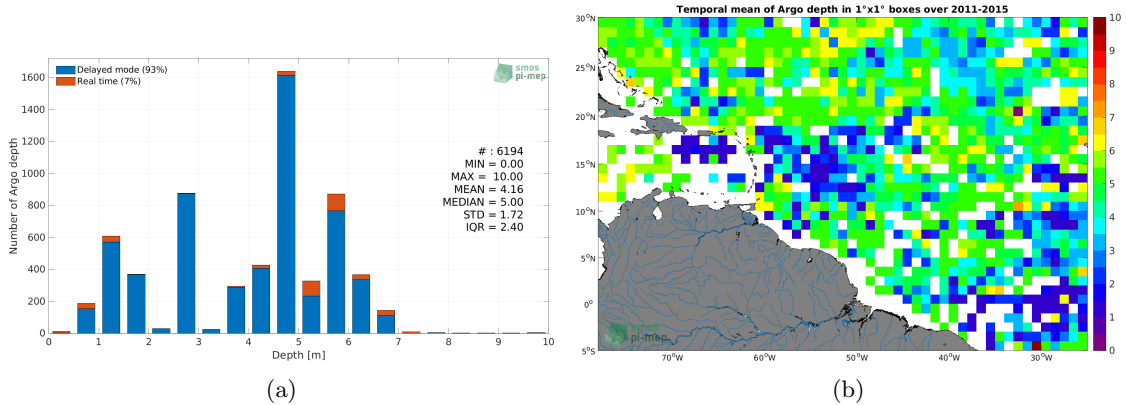 Delayed mode (93%)
Real time (7%)
smos
pi-mep
1600
1400
1200
1000
800
600
400
200
0
Number of Argo depth
# : 6194
MIN = 0.00
MAX = 10.00
MEAN = 4.16
MEDIAN = 5.00
STD = 1.72
IQR = 2.40
0 1 2 3 4 5 6 7 8 9 10
Depth [m]
(a)
Temporal mean of Argo depth in 1°x1° boxes over 2011-2015
30°N
25°N
20°N
15°N
10°N
5°N
0°
5°S
70°W 60°W 50°W 40°W 30°W
smos
pi-mep
10
9
8
7
6
5
4
3
2
1
0
(b)